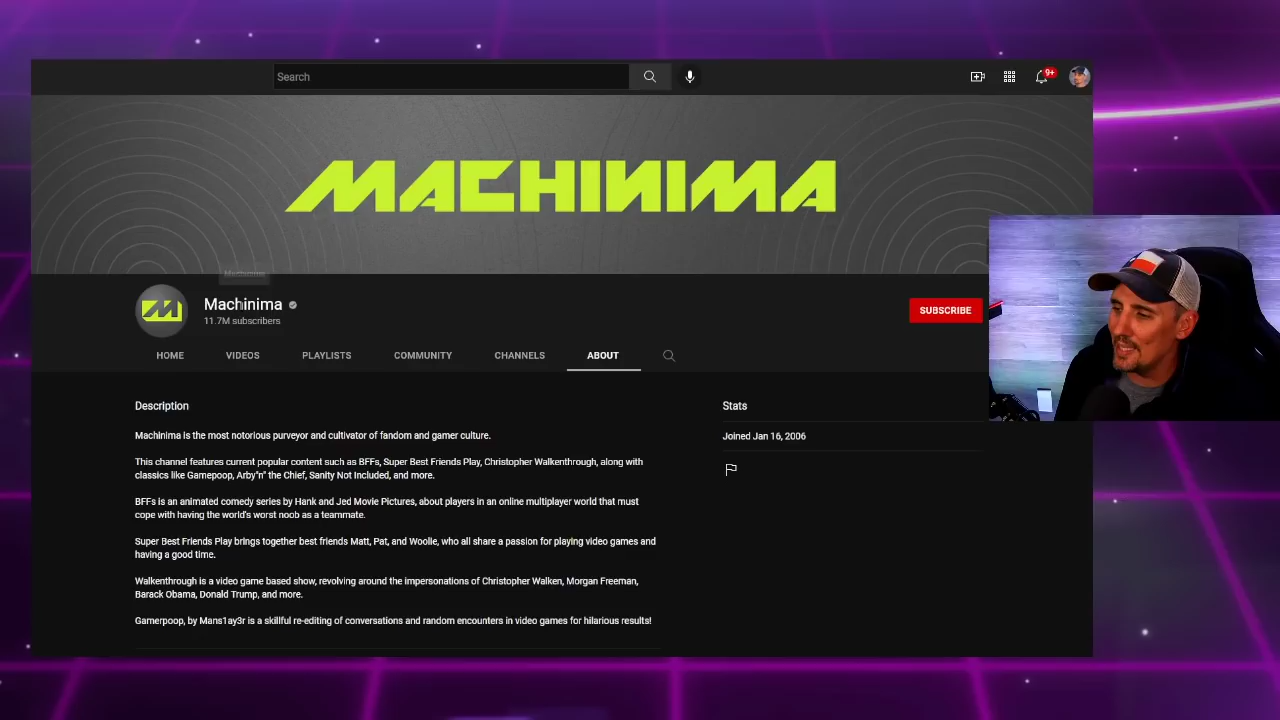 Search
9+
MACHINIMA
Machinima
Machinima
11.7M subscribers
SUBSCRIBE
HOME VIDEOS PLAYLISTS COMMUNITY CHANNELS ABOUT
Description
Stats
Machinima is the most notorious purveyor and cultivator of fandom and gamer culture.
Joined Jan 16, 2006
This channel features current popular content such as BFFs, Super Best Friends Play, Christopher Walkenthrough, along with
classics like Gamepoop, Arby"n" the Chief, Sanity Not Included, and more.
BFFs is an animated comedy series by Hank and Jed Movie Pictures, about players in an online multiplayer world that must
cope with having the world's worst noob as a teammate.
Super Best Friends Play brings together best friends Matt, Pat, and Woolie, who all share a passion for playing video games and
having a good time.
Walkenthrough is a video game based show, revolving around the impersonations of Christopher Walken, Morgan Freeman,
Barack Obama, Donald Trump, and more.
Gamerpoop, by Mans1ay3r is a skillful re-editing of conversations and random encounters in video games for hilarious results!